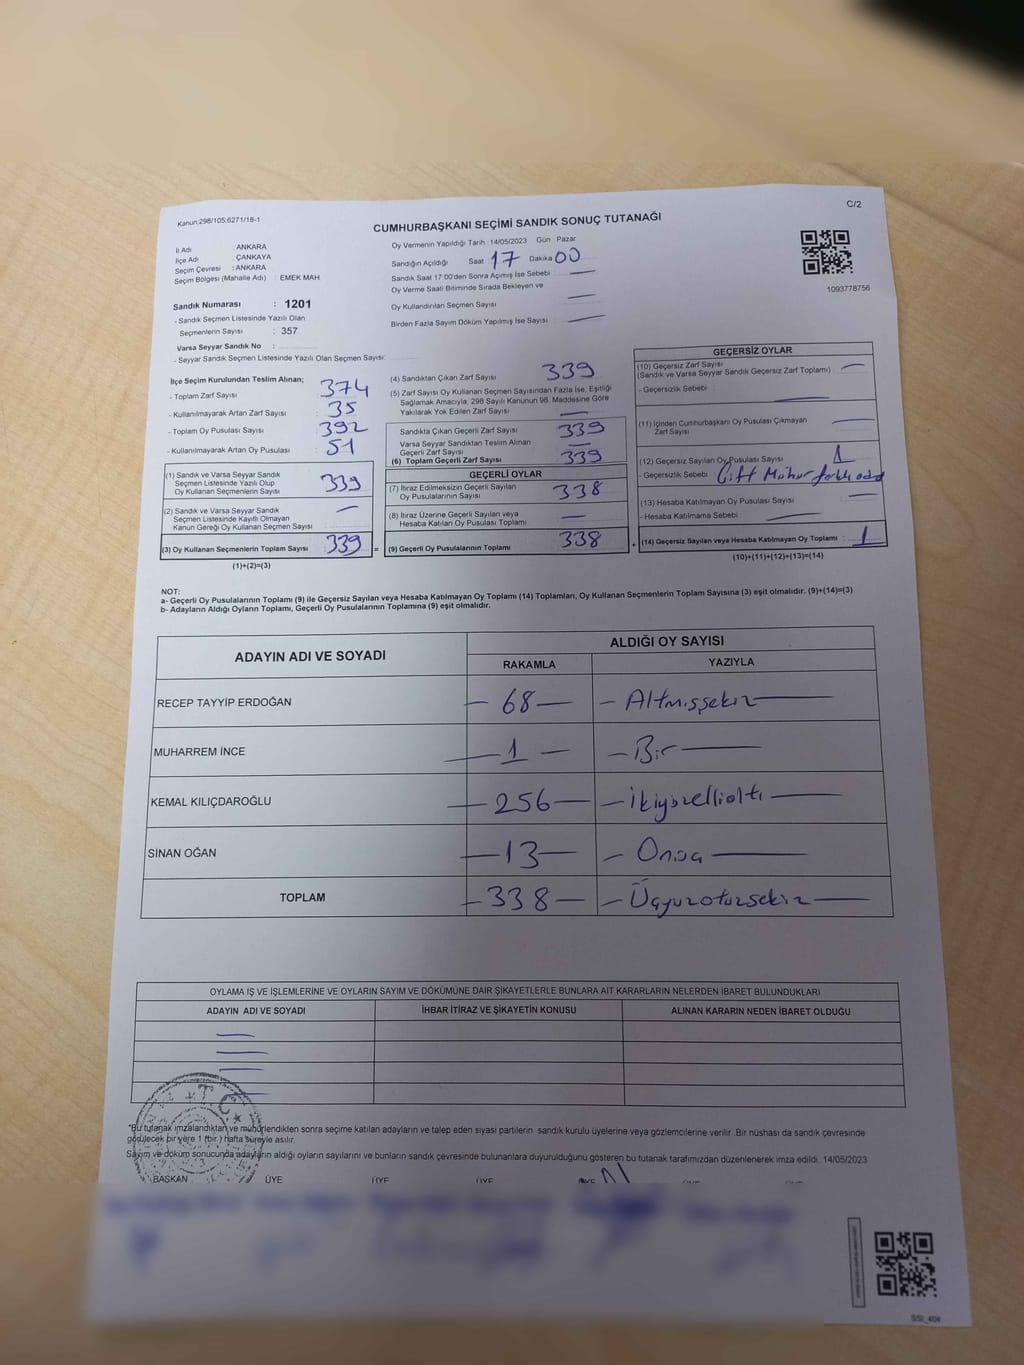 Kanun:298/105;6271/18-1
C/2
CUMHURBAŞKANI SEÇİMİ SANDIK SONUÇ TUTANAĞI
İl Adı : ANKARA
İlçe Adı : ÇANKAYA
Seçim Çevresi : ANKARA
Seçim Bölgesi (Mahalle Adı) : EMEK MAH
Sandık Numarası : 1201
- Sandık Seçmen Listesinde Yazılı Olan
Seçmenlerin Sayısı : 357
Varsa Seyyar Sandık No :
- Seyyar Sandık Seçmen Listesinde Yazılı Olan Seçmen Sayısı:
Oy Vermenin Yapıldığı Tarih : 14/05/2023 Gün : Pazar
Sandığın Açıldığı Saat 17 Dakika 00
Sandık Saat 17:00'den Sonra Açımış İse Sebebi :
Oy Verme Saati Bitiminde Sırada Bekleyen ve
Oy Kullandırılan Seçmen Sayısı
Birden Fazla Sayım Döküm Yapılmış İse Sayısı :
1093778756
İlçe Seçim Kurulundan Teslim Alınan;
- Toplam Zarf Sayısı : 374
- Kullanılmayarak Artan Zarf Sayısı : 35
- Toplam Oy Pusulası Sayısı : 392
- Kullanılmayarak Artan Oy Pusulası : 51
(1) Sandık ve Varsa Seyyar Sandık
Seçmen Listesinde Yazılı Olup
Oy Kullanan Seçmenlerin Sayısı : 339
(2) Sandık ve Varsa Seyyar Sandık
Seçmen Listesinde Kayıtlı Olmayan
Kanun Gereği Oy Kullanan Seçmen Sayısı : —
(3) Oy Kullanan Seçmenlerin Toplam Sayısı : 339
(1)+(2)=(3)
(4) Sandıktan Çıkan Zarf Sayısı : 339
(5) Zarf Sayısı Oy Kullanan Seçmen Sayısından Fazla İse, Eşitliği
Sağlamak Amacıyla, 298 Sayılı Kanunun 98. Maddesine Göre
Yakılarak Yok Edilen Zarf Sayısı : —
Sandıkta Çıkan Geçerli Zarf Sayısı : 339
Varsa Seyyar Sandıktan Teslim Alınan
Geçerli Zarf Sayısı : —
(6) Toplam Geçerli Zarf Sayısı : 339
GEÇERLİ OYLAR
(7) İtiraz Edilmeksizin Geçerli Sayılan
Oy Pusulalarının Sayısı : 338
(8) İtiraz Üzerine Geçerli Sayılan veya
Hesaba Katılan Oy Pusulası Toplamı : —
= (9) Geçerli Oy Pusulalarının Toplamı : 338
GEÇERSİZ OYLAR
(10) Geçersiz Zarf Sayısı : —
(Sandık ve Varsa Seyyar Sandık Geçersiz Zarf Toplamı)
- Geçersizlik Sebebi : —
(11) İçinden Cumhurbaşkanı Oy Pusulası Çıkmayan
Zarf Sayısı : —
(12) Geçersiz Sayılan Oy Pusulası Sayısı : 1
- Geçersizlik Sebebi : Çift Mühür farklı aday
(13) Hesaba Katılmayan Oy Pusulası Sayısı : —
- Hesaba Katılmama Sebebi : —
+ (14) Geçersiz Sayılan veya Hesaba Katılmayan Oy Toplamı : 1
(10)+(11)+(12)+(13)=(14)
NOT:
a- Geçerli Oy Pusulalarının Toplamı (9) ile Geçersiz Sayılan veya Hesaba Katılmayan Oy Toplamı (14) Toplamları, Oy Kullanan Seçmenlerin Toplam Sayısına (3) eşit olmalıdır. (9)+(14)=(3)
b- Adayların Aldığı Oyların Toplamı, Geçerli Oy Pusulalarının Toplamına (9) eşit olmalıdır.
ADAYIN ADI VE SOYADI ALDIĞI OY SAYISI
RAKAMLA YAZIYLA
RECEP TAYYİP ERDOĞAN — 68 — — Altmışsekiz —
MUHARREM İNCE — 1 — — Bir —
KEMAL KILIÇDAROĞLU — 256 — — İkiyüzellialtı —
SİNAN OĞAN — 13 — — Onüç —
TOPLAM — 338 — — Üçyüzotuzsekiz —
OYLAMA İŞ VE İŞLEMLERİNE VE OYLARIN SAYIM VE DÖKÜMÜNE DAİR ŞİKAYETLERLE BUNLARA AİT KARARLARIN NELERDEN İBARET BULUNDUKLARI
ADAYIN ADI VE SOYADI İHBAR İTİRAZ VE ŞİKAYETİN KONUSU ALINAN KARARIN NEDEN İBARET OLDUĞU
T.C.
*Bu tutanak imzalandıktan ve mühürlendikten sonra seçime katılan adayların ve talep eden siyasi partilerin sandık kurulu üyelerine veya gözlemcilerine verilir .Bir nüshası da sandık çevresinde
görülecek bir yere 1 (bir ) hafta süreyle asılır.
Sayım ve döküm sonucunda adayların aldığı oyların sayılarını ve bunların sandık çevresinde bulunanlara duyurulduğunu gösteren bu tutanak tarafımızdan düzenlenerek imza edildi. 14/05/2023
BAŞKAN ÜYE ÜYE ÜYE ÜYE ÜYE ÜYE
SSI_404